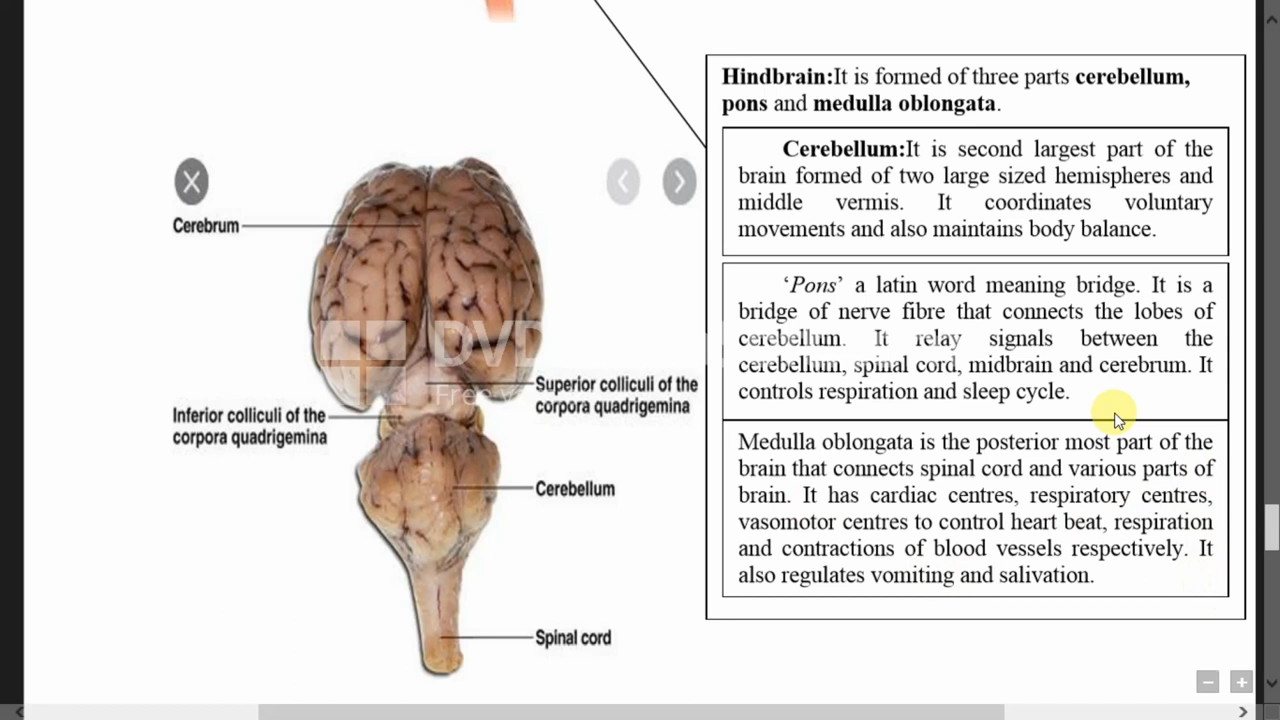 Hindbrain:It is formed of three parts cerebellum,
pons and medulla oblongata.
Cerebellum:It is second largest part of the
brain formed of two large sized hemispheres and
middle vermis. It coordinates voluntary
movements and also maintains body balance.
‘Pons’ a latin word meaning bridge. It is a
bridge of nerve fibre that connects the lobes of
cerebellum. It relay signals between the
cerebellum, spinal cord, midbrain and cerebrum. It
controls respiration and sleep cycle.
Medulla oblongata is the posterior most part of the
brain that connects spinal cord and various parts of
brain. It has cardiac centres, respiratory centres,
vasomotor centres to control heart beat, respiration
and contractions of blood vessels respectively. It
also regulates vomiting and salivation.
Cerebrum
Superior colliculi of the
corpora quadrigemina
Inferior colliculi of the
corpora quadrigemina
Cerebellum
Spinal cord
DVD
Free